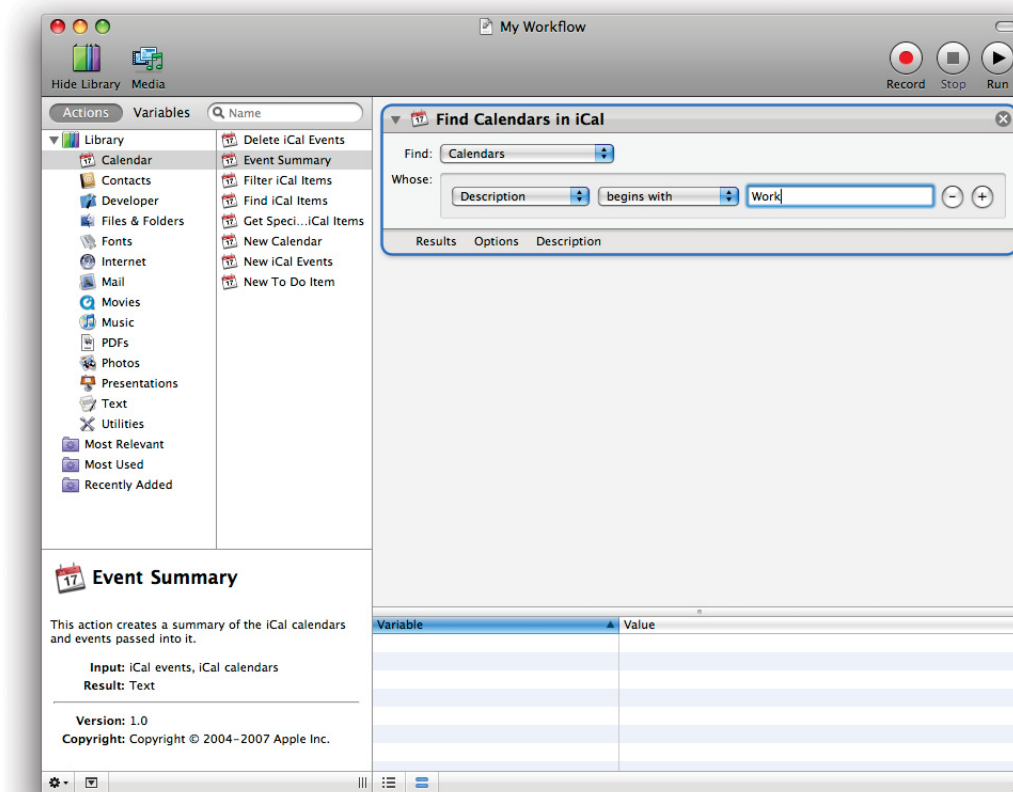 My Workflow
Hide Library Media
Record Stop Run
Actions Variables Name
Library
Calendar
Contacts
Developer
Files & Folders
Fonts
Internet
Mail
Movies
Music
PDFs
Photos
Presentations
Text
Utilities
Most Relevant
Most Used
Recently Added
Delete iCal Events
Event Summary
Filter iCal Items
Find iCal Items
Get Speci...iCal Items
New Calendar
New iCal Events
New To Do Item
Find Calendars in iCal
Find: Calendars
Whose:
Description begins with Work
Results Options Description
17 Event Summary
This action creates a summary of the iCal calendars
and events passed into it.
Input: iCal events, iCal calendars
Result: Text
Version: 1.0
Copyright: Copyright © 2004–2007 Apple Inc.
Variable Value